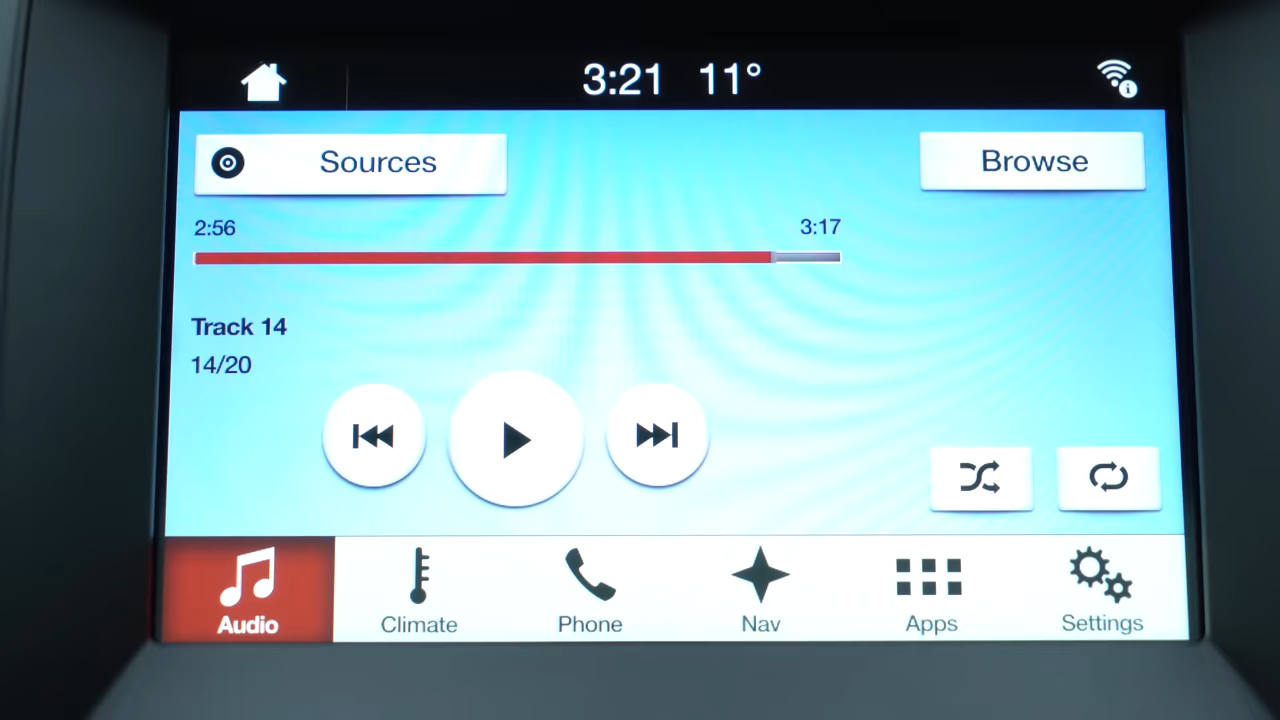 3:21 11°
Sources Browse
2:56 3:17
Track 14
14/20
Audio Climate Phone Nav Apps Settings